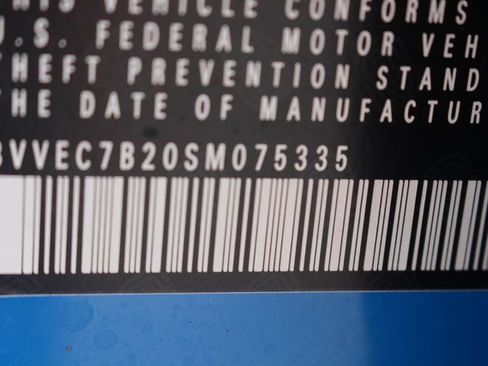 THIS VEHICLE CONFORMS
U.S. FEDERAL MOTOR VEH
THEFT PREVENTION STAND
THE DATE OF MANUFACTUR
3VVEC7B20SM075335